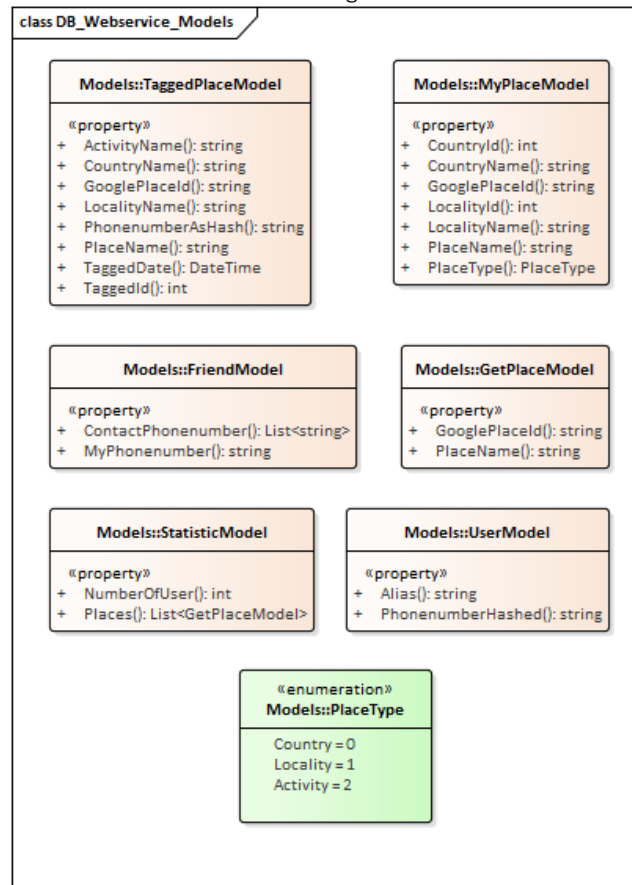 class DB_Webservice_Models
Models::TaggedPlaceModel
«property»
+ ActivityName(): string
+ CountryName(): string
+ GooglePlaceId(): string
+ LocalityName(): string
+ PhonenumberAsHash(): string
+ PlaceName(): string
+ TaggedDate(): DateTime
+ TaggedId(): int
Models::MyPlaceModel
«property»
+ CountryId(): int
+ CountryName(): string
+ GooglePlaceId(): string
+ LocalityId(): int
+ LocalityName(): string
+ PlaceName(): string
+ PlaceType(): PlaceType
Models::FriendModel
«property»
+ ContactPhonenumber(): List<string>
+ MyPhonenumber(): string
Models::GetPlaceModel
«property»
+ GooglePlaceId(): string
+ PlaceName(): string
Models::StatisticModel
«property»
+ NumberOfUser(): int
+ Places(): List<GetPlaceModel>
Models::UserModel
«property»
+ Alias(): string
+ PhonenumberHashed(): string
«enumeration»
Models::PlaceType
Country = 0
Locality = 1
Activity = 2